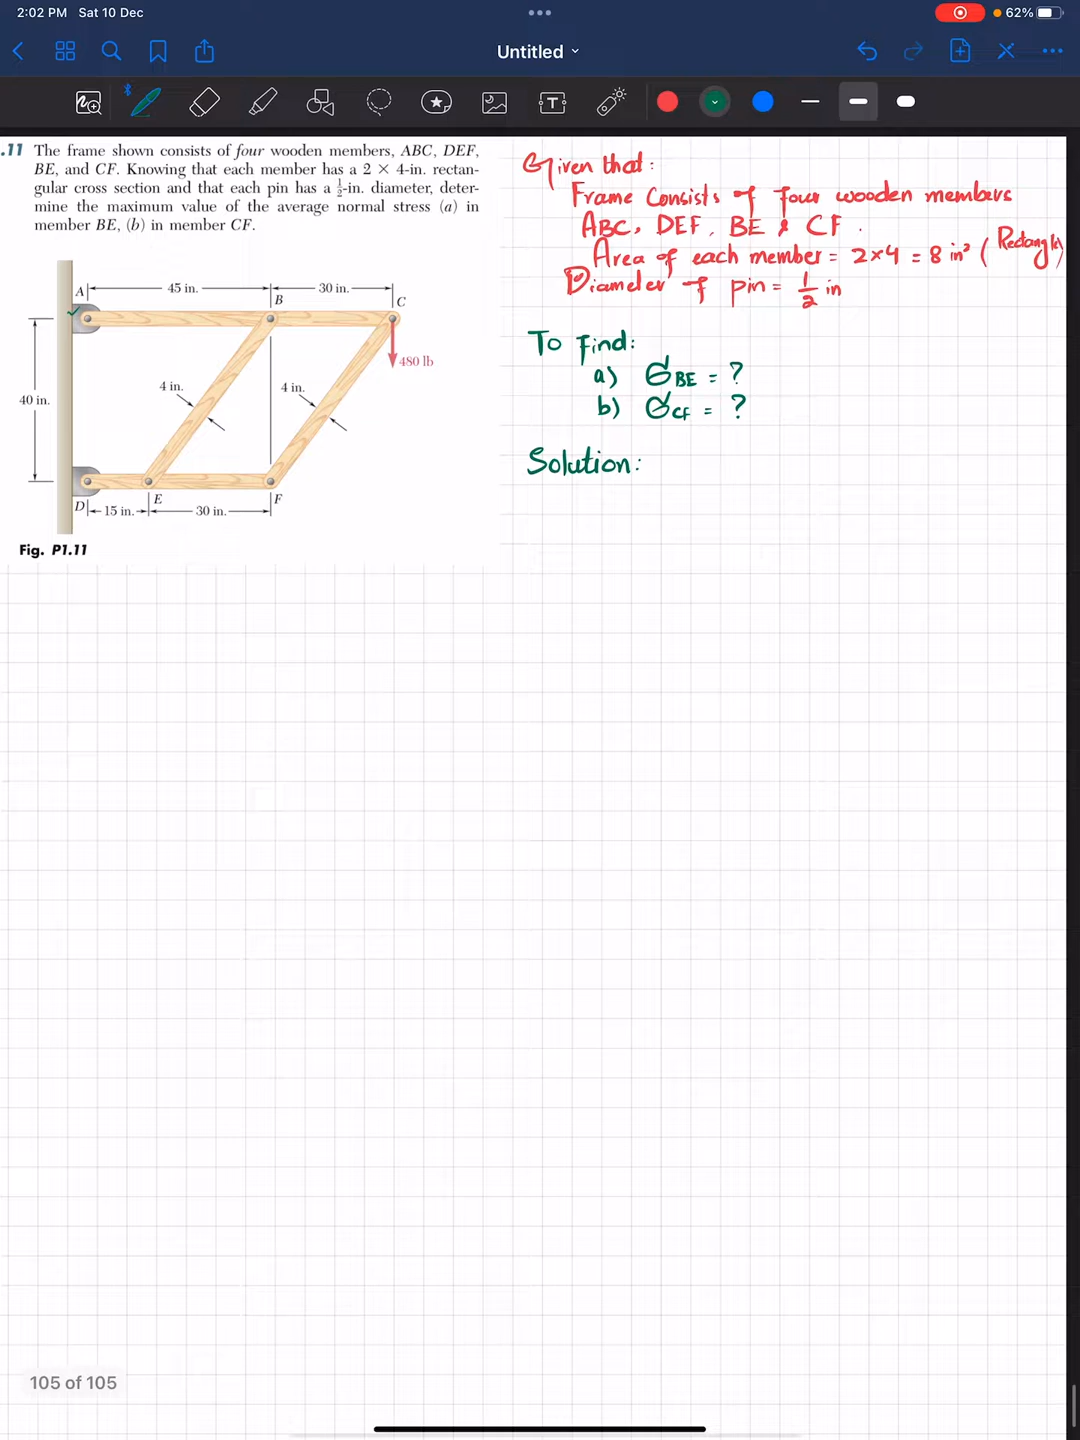 2:02 PM Sat 10 Dec
62%
Untitled
.11 The frame shown consists of four wooden members, ABC, DEF,
BE, and CF. Knowing that each member has a 2 × 4-in. rectan-
gular cross section and that each pin has a 1/2-in. diameter, deter-
mine the maximum value of the average normal stress (a) in
member BE, (b) in member CF.
A
45 in.
B
30 in.
C
480 lb
4 in.
4 in.
40 in.
D
15 in.
E
30 in.
F
Fig. P1.11
Given that:
Frame Consists of four wooden members
ABC, DEF, BE & CF.
Area of each member = 2×4 = 8 in² (Rectangle)
Diameter of pin = 1/2 in
To Find:
a) σBE = ?
b) σCF = ?
Solution:
105 of 105